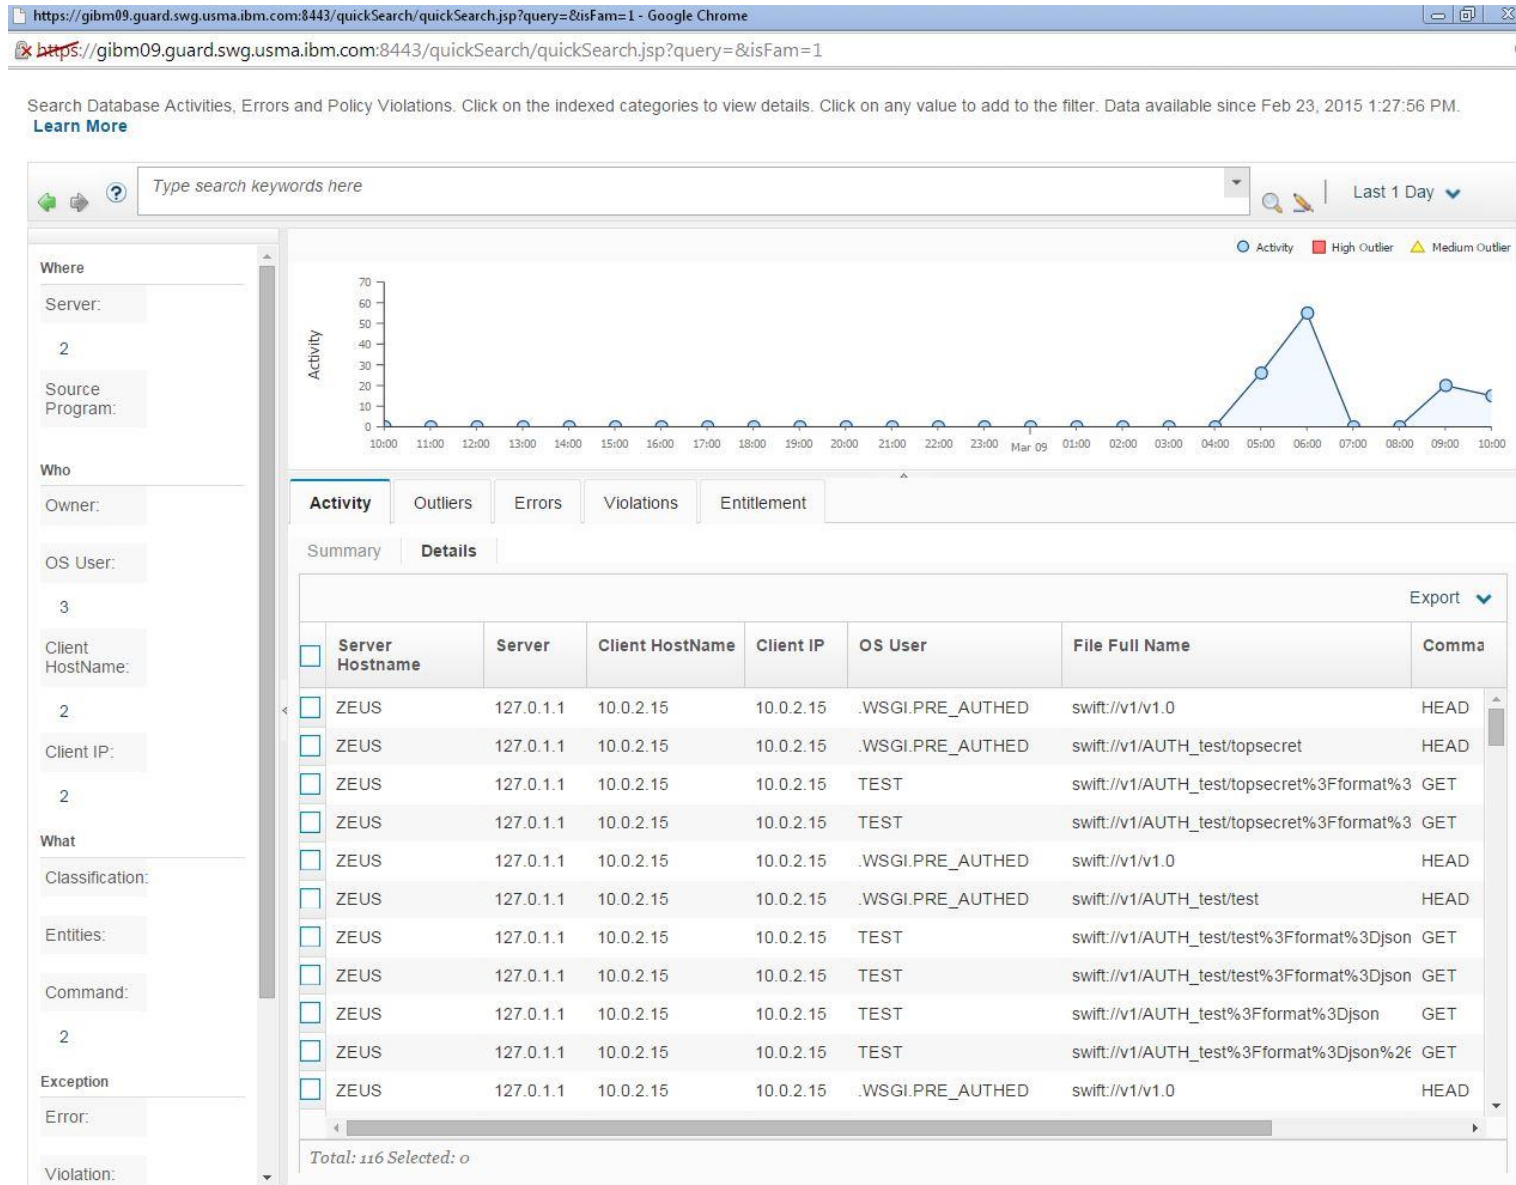 https://gibm09.guard.swg.usma.ibm.com:8443/quickSearch/quickSearch.jsp?query=&isFam=1 - Google Chrome
https://gibm09.guard.swg.usma.ibm.com:8443/quickSearch/quickSearch.jsp?query=&isFam=1
Search Database Activities, Errors and Policy Violations. Click on the indexed categories to view details. Click on any value to add to the filter. Data available since Feb 23, 2015 1:27:56 PM.
Learn More
? Type search keywords here Last 1 Day
Where
Server:
2
Source
Program:
Who
Owner:
OS User:
3
Client
HostName:
2
Client IP:
2
What
Classification:
Entities:
Command:
2
Exception
Error:
Violation:
Activity High Outlier Medium Outlier
Activity
70
60
50
40
30
20
10
0
10:00 11:00 12:00 13:00 14:00 15:00 16:00 17:00 18:00 19:00 20:00 21:00 22:00 23:00 Mar 09 01:00 02:00 03:00 04:00 05:00 06:00 07:00 08:00 09:00 10:00
Activity Outliers Errors Violations Entitlement
Summary Details
Export
Server Hostname Server Client HostName Client IP OS User File Full Name Comma
ZEUS 127.0.1.1 10.0.2.15 10.0.2.15 .WSGI.PRE_AUTHED swift://v1/v1.0 HEAD
ZEUS 127.0.1.1 10.0.2.15 10.0.2.15 .WSGI.PRE_AUTHED swift://v1/AUTH_test/topsecret HEAD
ZEUS 127.0.1.1 10.0.2.15 10.0.2.15 TEST swift://v1/AUTH_test/topsecret%3Fformat%3 GET
ZEUS 127.0.1.1 10.0.2.15 10.0.2.15 TEST swift://v1/AUTH_test/topsecret%3Fformat%3 GET
ZEUS 127.0.1.1 10.0.2.15 10.0.2.15 .WSGI.PRE_AUTHED swift://v1/v1.0 HEAD
ZEUS 127.0.1.1 10.0.2.15 10.0.2.15 .WSGI.PRE_AUTHED swift://v1/AUTH_test/test HEAD
ZEUS 127.0.1.1 10.0.2.15 10.0.2.15 TEST swift://v1/AUTH_test/test%3Fformat%3Djson GET
ZEUS 127.0.1.1 10.0.2.15 10.0.2.15 TEST swift://v1/AUTH_test/test%3Fformat%3Djson GET
ZEUS 127.0.1.1 10.0.2.15 10.0.2.15 TEST swift://v1/AUTH_test%3Fformat%3Djson GET
ZEUS 127.0.1.1 10.0.2.15 10.0.2.15 TEST swift://v1/AUTH_test%3Fformat%3Djson%26 GET
ZEUS 127.0.1.1 10.0.2.15 10.0.2.15 .WSGI.PRE_AUTHED swift://v1/v1.0 HEAD
Total: 116 Selected: 0